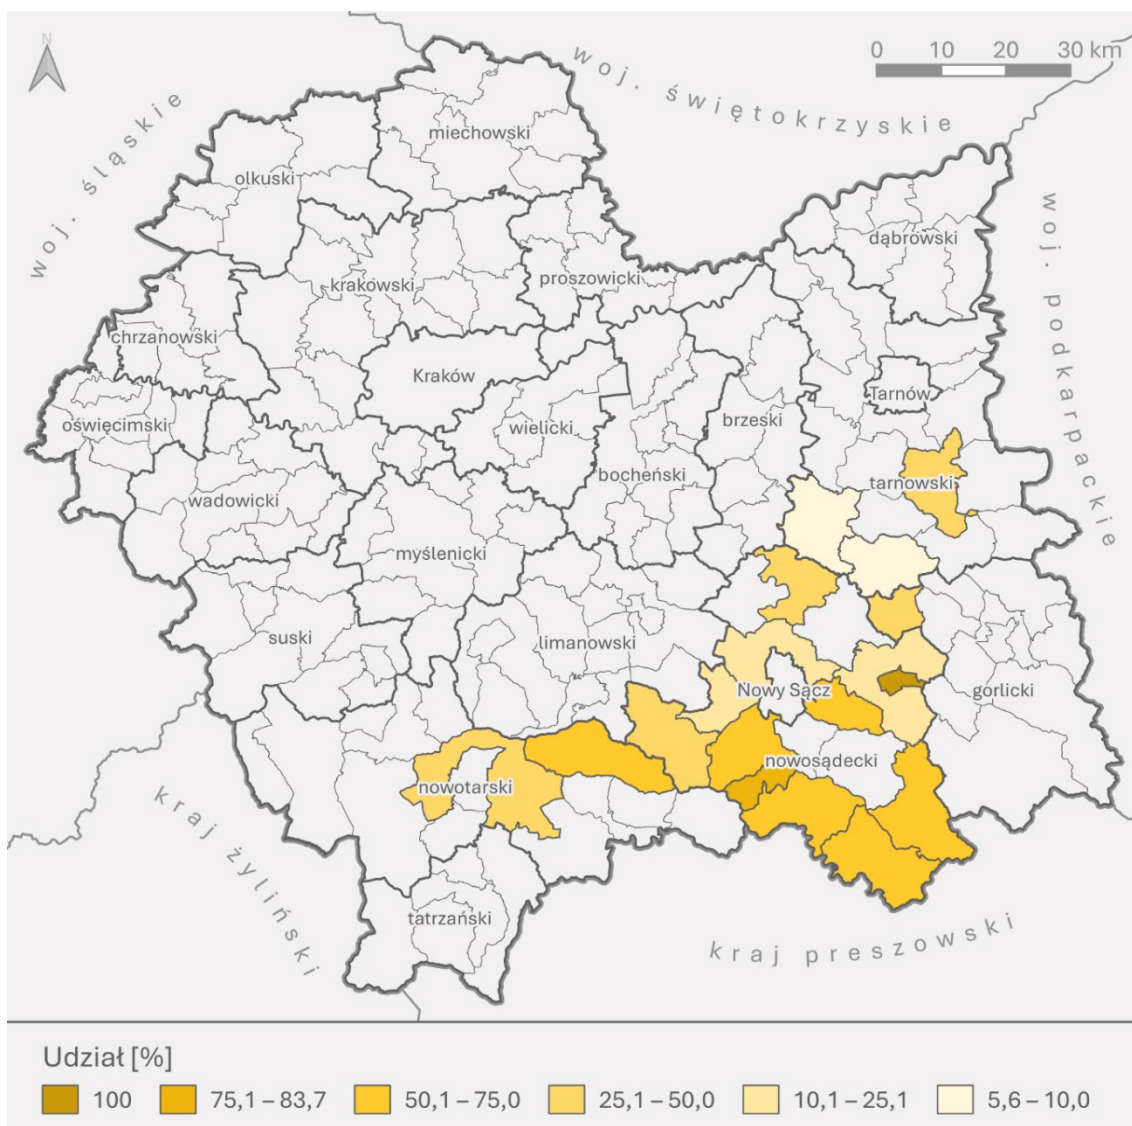 N
0 10 20 30 km
woj. świętokrzyskie
woj. śląskie
woj. podkarpackie
miechowski
olkuski
dąbrowski
krakowski
proszowicki
chrzanowski
Kraków
Tarnów
oświęcimski
wielicki
brzeski
bocheński
tarnowski
wadowicki
myślenicki
suski
limanowski
Nowy Sącz
gorlicki
nowosądecki
nowotarski
kraj żyliński
tatrzański
kraj preszowski
Udział [%]
100 75,1 – 83,7 50,1 – 75,0 25,1 – 50,0 10,1 – 25,1 5,6 – 10,0